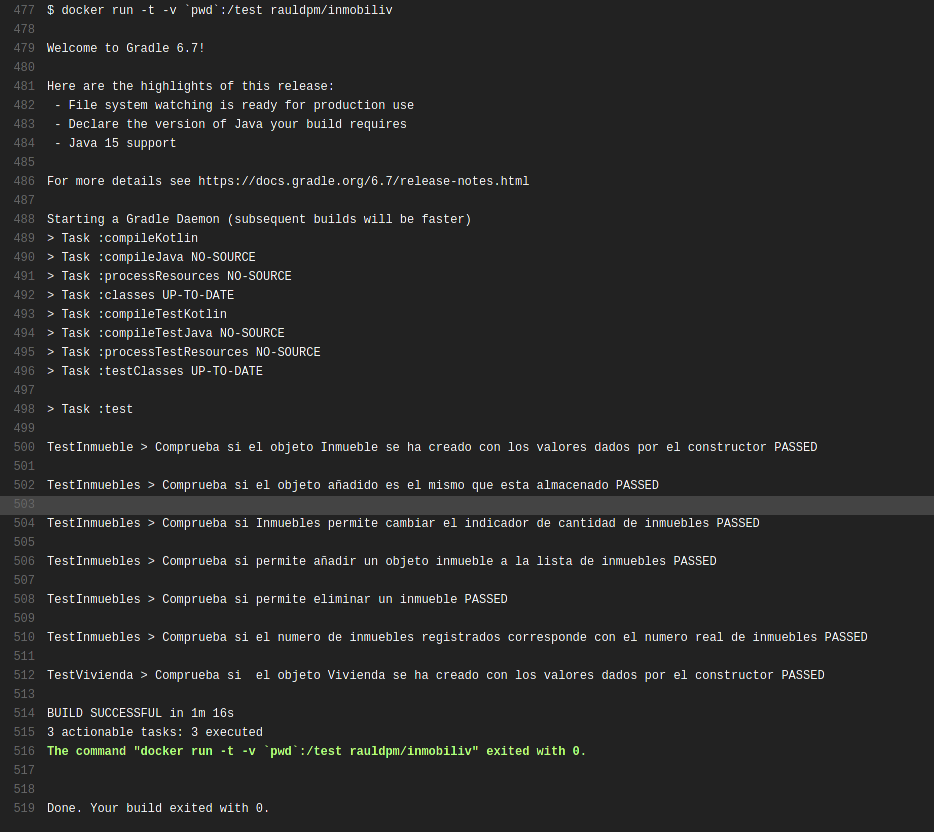 477 $ docker run -t -v `pwd`:/test rauldpm/inmobiliv
478
479 Welcome to Gradle 6.7!
480
481 Here are the highlights of this release:
482  - File system watching is ready for production use
483  - Declare the version of Java your build requires
484  - Java 15 support
485
486 For more details see https://docs.gradle.org/6.7/release-notes.html
487
488 Starting a Gradle Daemon (subsequent builds will be faster)
489 > Task :compileKotlin
490 > Task :compileJava NO-SOURCE
491 > Task :processResources NO-SOURCE
492 > Task :classes UP-TO-DATE
493 > Task :compileTestKotlin
494 > Task :compileTestJava NO-SOURCE
495 > Task :processTestResources NO-SOURCE
496 > Task :testClasses UP-TO-DATE
497
498 > Task :test
499
500 TestInmueble > Comprueba si el objeto Inmueble se ha creado con los valores dados por el constructor PASSED
501
502 TestInmuebles > Comprueba si el objeto añadido es el mismo que esta almacenado PASSED
503
504 TestInmuebles > Comprueba si Inmuebles permite cambiar el indicador de cantidad de inmuebles PASSED
505
506 TestInmuebles > Comprueba si permite añadir un objeto inmueble a la lista de inmuebles PASSED
507
508 TestInmuebles > Comprueba si permite eliminar un inmueble PASSED
509
510 TestInmuebles > Comprueba si el numero de inmuebles registrados corresponde con el numero real de inmuebles PASSED
511
512 TestVivienda > Comprueba si  el objeto Vivienda se ha creado con los valores dados por el constructor PASSED
513
514 BUILD SUCCESSFUL in 1m 16s
515 3 actionable tasks: 3 executed
516 The command "docker run -t -v `pwd`:/test rauldpm/inmobiliv" exited with 0.
517
518
519 Done. Your build exited with 0.